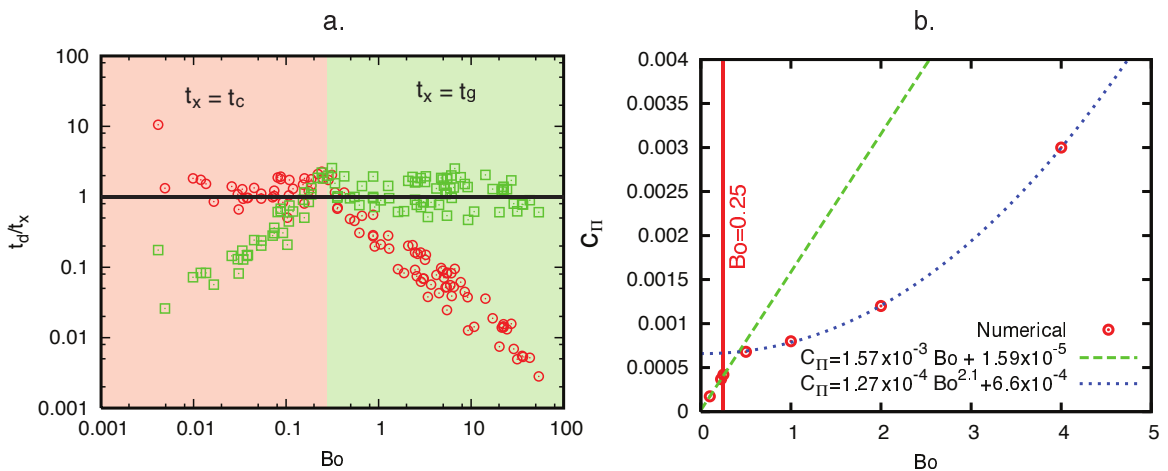 a.
100
10
1
0.1
0.01
0.001
0.001
0.01
0.1
1
10
100
t_d/t_x
Bo
t_x = t_c
t_x = t_g
b.
0.004
0.0035
0.003
0.0025
0.002
0.0015
0.001
0.0005
0
0
1
2
3
4
5
C_Π
Bo
Bo=0.25
Numerical
C_Π=1.57x10^-3 Bo + 1.59x10^-5
C_Π=1.27x10^-4 Bo^2.1+6.6x10^-4